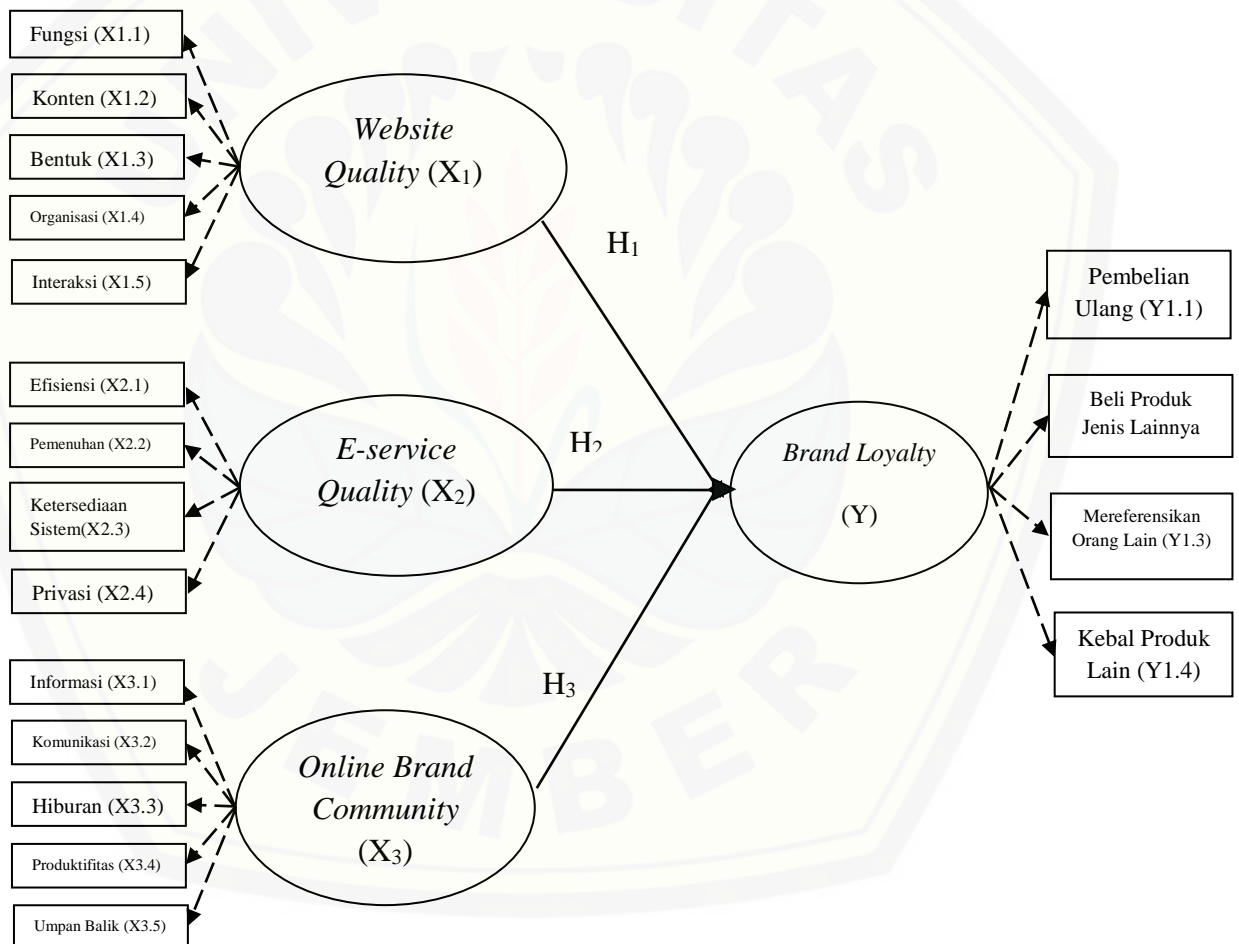 Fungsi (X1.1)
Konten (X1.2)
Bentuk (X1.3)
Organisasi (X1.4)
Interaksi (X1.5)
Website
Quality (X₁)
H₁
Efisiensi (X2.1)
Pemenuhan (X2.2)
Ketersediaan
Sistem(X2.3)
Privasi (X2.4)
E-service
Quality (X₂)
H₂
Informasi (X3.1)
Komunikasi (X3.2)
Hiburan (X3.3)
Produktifitas (X3.4)
Umpan Balik (X3.5)
Online Brand
Community
(X₃)
H₃
Brand Loyalty
(Y)
Pembelian
Ulang (Y1.1)
Beli Produk
Jenis Lainnya
Mereferensikan
Orang Lain (Y1.3)
Kebal Produk
Lain (Y1.4)
UNIVERSITAS
JEMBER